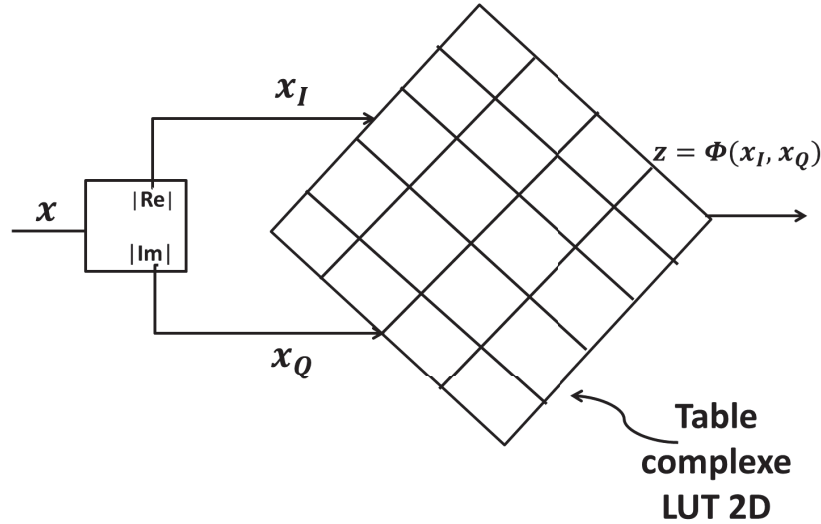 x
|Re|
|Im|
x_I
x_Q
z = Φ(x_I, x_Q)
Table
complexe
LUT 2D